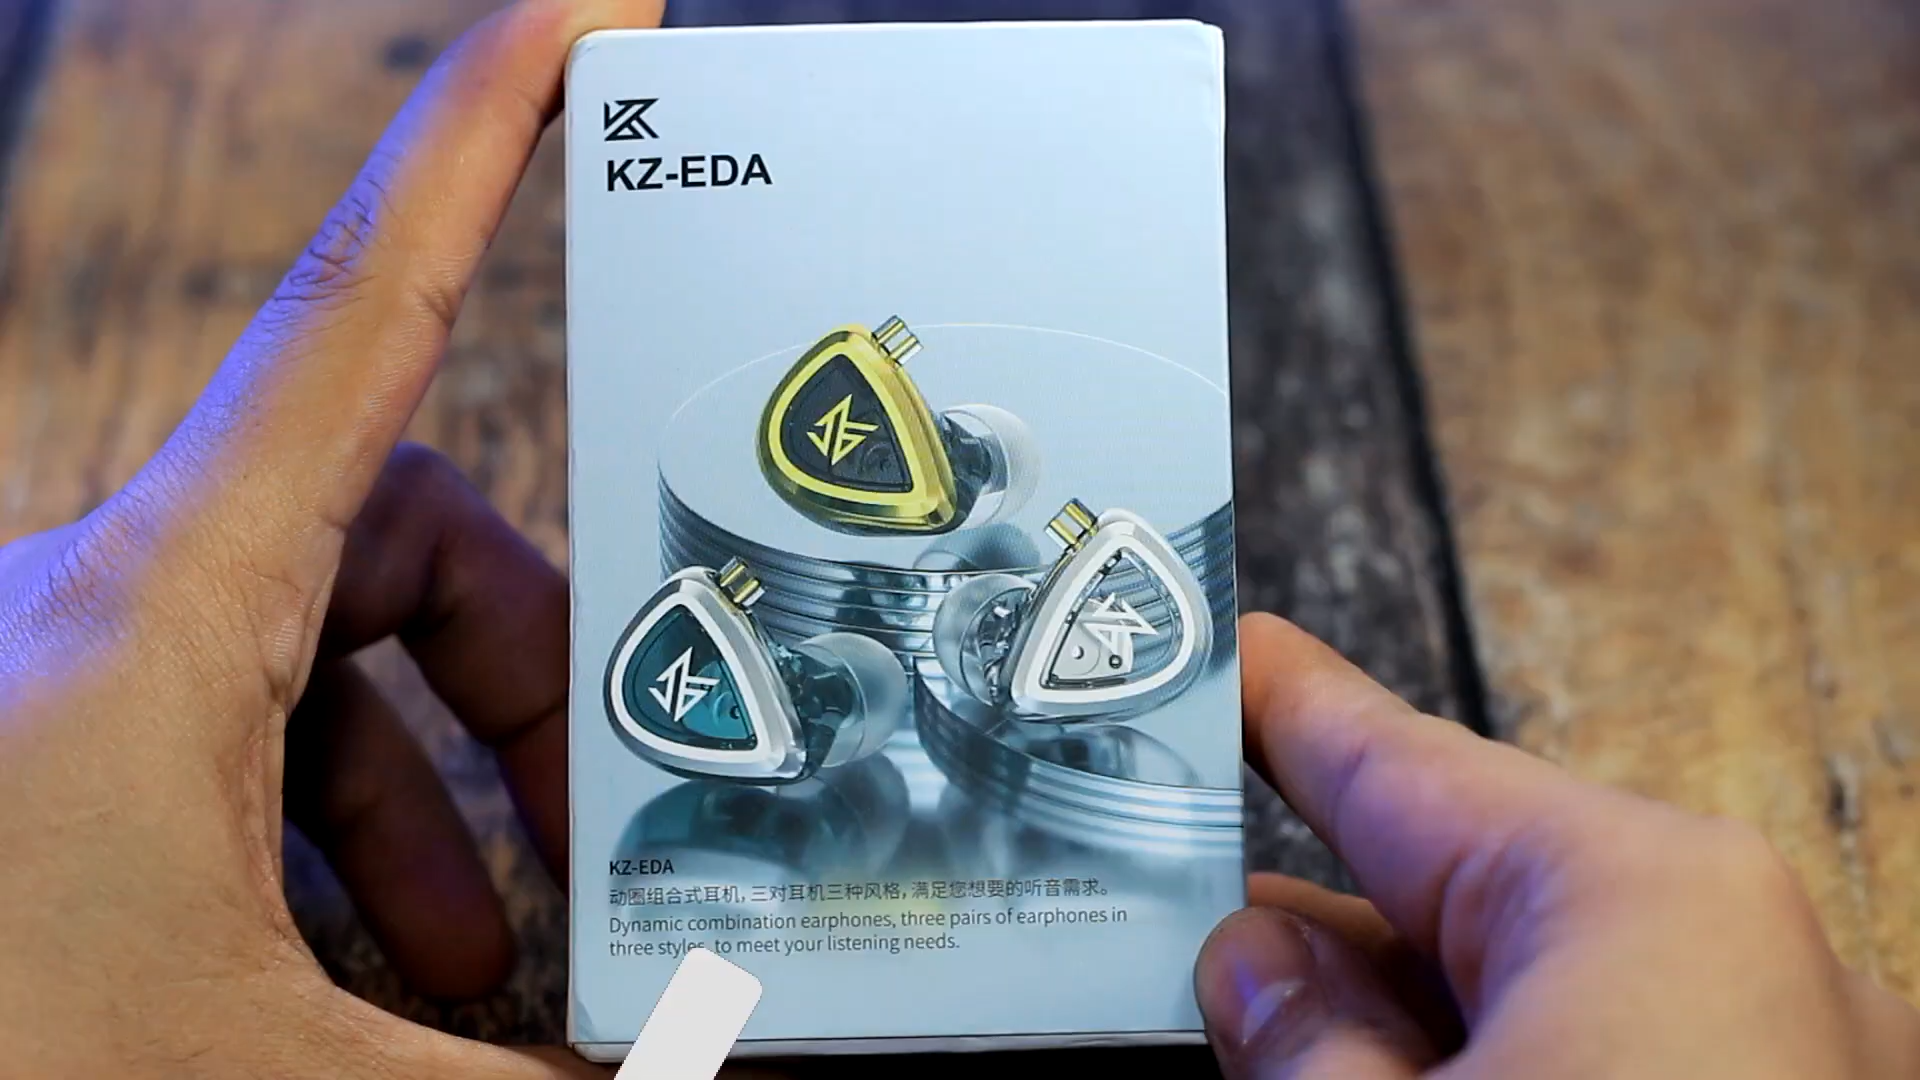 KZ-EDA
KZ-EDA
动圈组合式耳机, 三对耳机三种风格, 满足您想要的听音需求。
Dynamic combination earphones, three pairs of earphones in
three styles, to meet your listening needs.